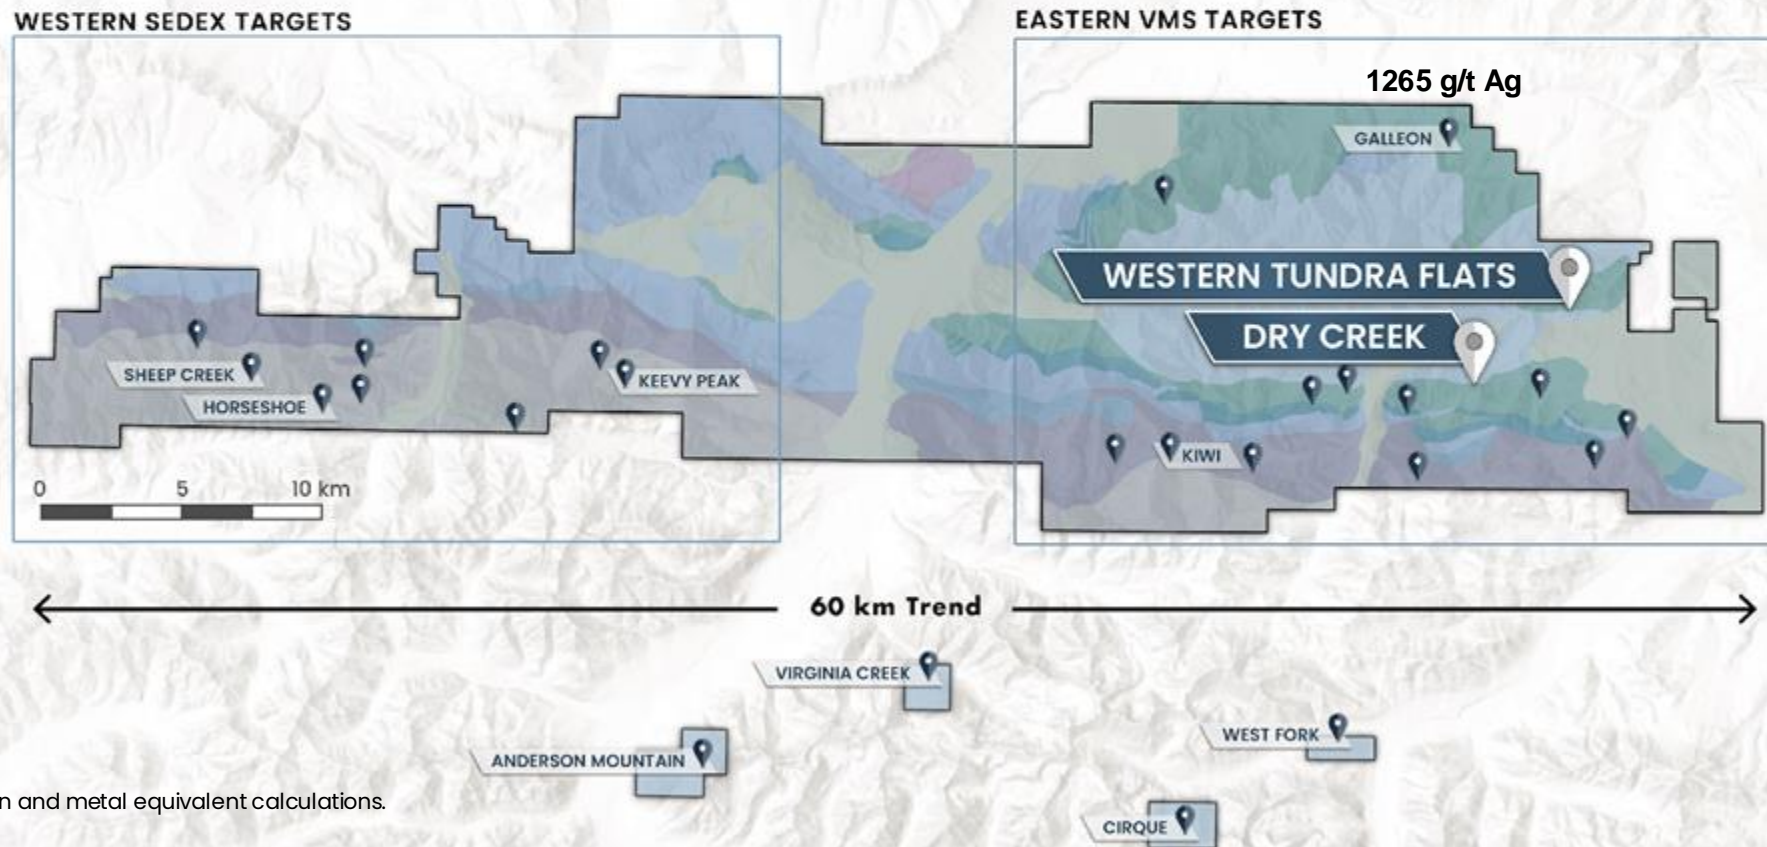 WESTERN SEDEX TARGETS
EASTERN VMS TARGETS
1265 g/t Ag
GALLEON
WESTERN TUNDRA FLATS
DRY CREEK
SHEEP CREEK
HORSESHOE
KEEVY PEAK
KIWI
0 5 10 km
60 km Trend
VIRGINIA CREEK
WEST FORK
ANDERSON MOUNTAIN
n and metal equivalent calculations.
CIRQUE